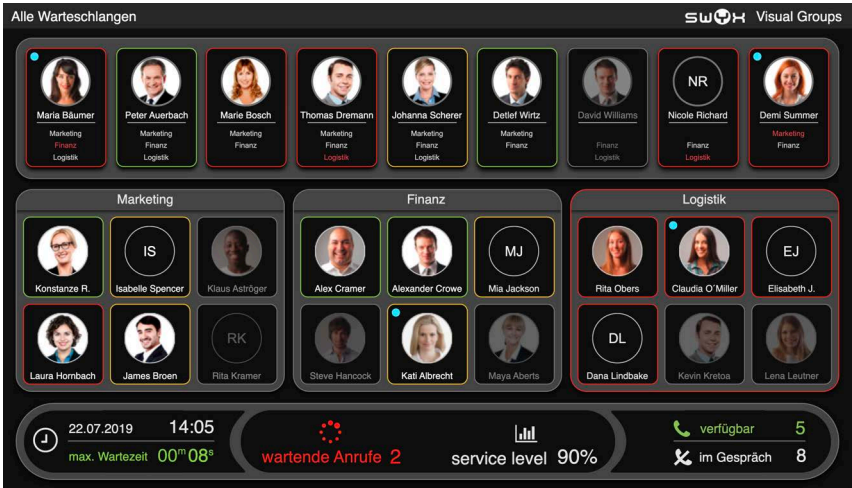 Alle Warteschlangen
swyx Visual Groups
Maria Bäumer
Marketing
Finanz
Logistik
Peter Auerbach
Marketing
Finanz
Logistik
Marie Bosch
Marketing
Finanz
Thomas Dremann
Marketing
Finanz
Logistik
Johanna Scherer
Marketing
Finanz
Logistik
Detlef Wirtz
Marketing
Finanz
David Williams
Finanz
Logistik
NR
Nicole Richard
Finanz
Logistik
Demi Summer
Marketing
Finanz
Marketing
Konstanze R.
IS
Isabelle Spencer
Klaus Aströger
Laura Hornbach
James Broen
RK
Rita Kramer
Finanz
Alex Cramer
Alexander Crowe
MJ
Mia Jackson
Steve Hancock
Kati Albrecht
Maya Aberts
Logistik
Rita Obers
Claudia O´Miller
EJ
Elisabeth J.
DL
Dana Lindbake
Kevin Kretoa
Lena Leutner
22.07.2019 14:05
max. Wartezeit 00m 08s
wartende Anrufe 2
service level 90%
verfügbar 5
im Gespräch 8